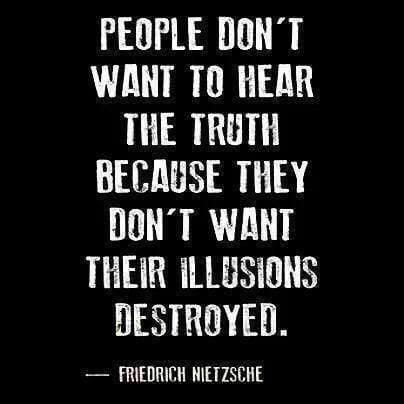 PEOPLE DON´T
WANT TO HEAR
THE TRUTH
BECAUSE THEY
DON´T WANT
THEIR ILLUSIONS
DESTROYED.
— FRIEDRICH NIETZSCHE